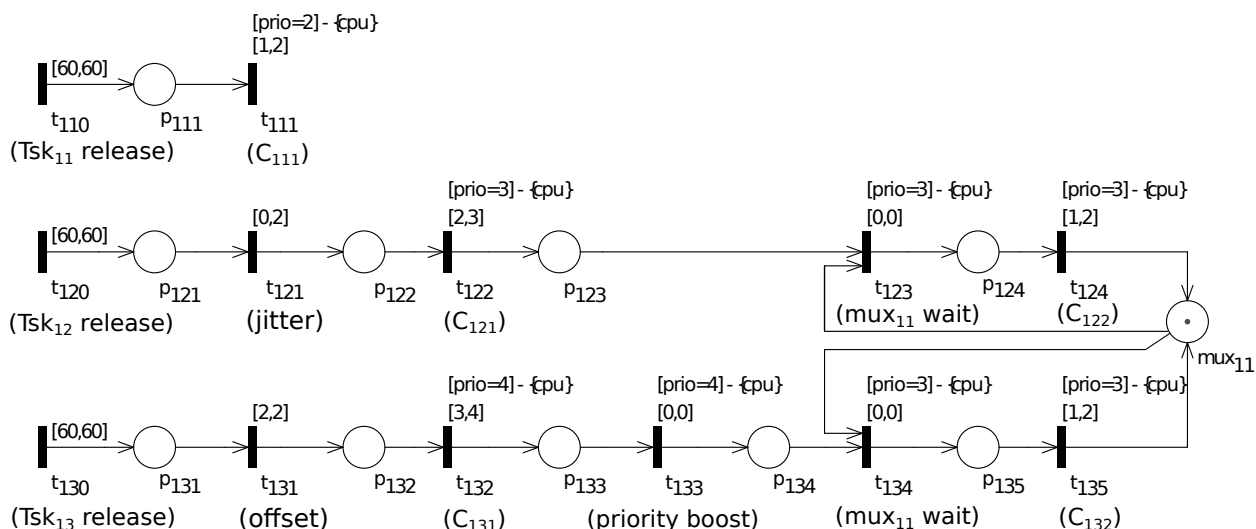 [prio=2] - {cpu}
[60,60] [1,2]
t110 p111 t111
(Tsk11 release) (C111)
[prio=3] - {cpu} [prio=3] - {cpu} [prio=3] - {cpu}
[60,60] [0,2] [2,3] [0,0] [1,2]
t120 p121 t121 p122 t122 p123 t123 p124 t124
(Tsk12 release) (jitter) (C121) (mux11 wait) (C122)
mux11
[prio=4] - {cpu} [prio=4] - {cpu} [prio=3] - {cpu} [prio=3] - {cpu}
[60,60] [2,2] [3,4] [0,0] [0,0] [1,2]
t130 p131 t131 p132 t132 p133 t133 p134 t134 p135 t135
(Tsk13 release) (offset) (C131) (priority boost) (mux11 wait) (C132)